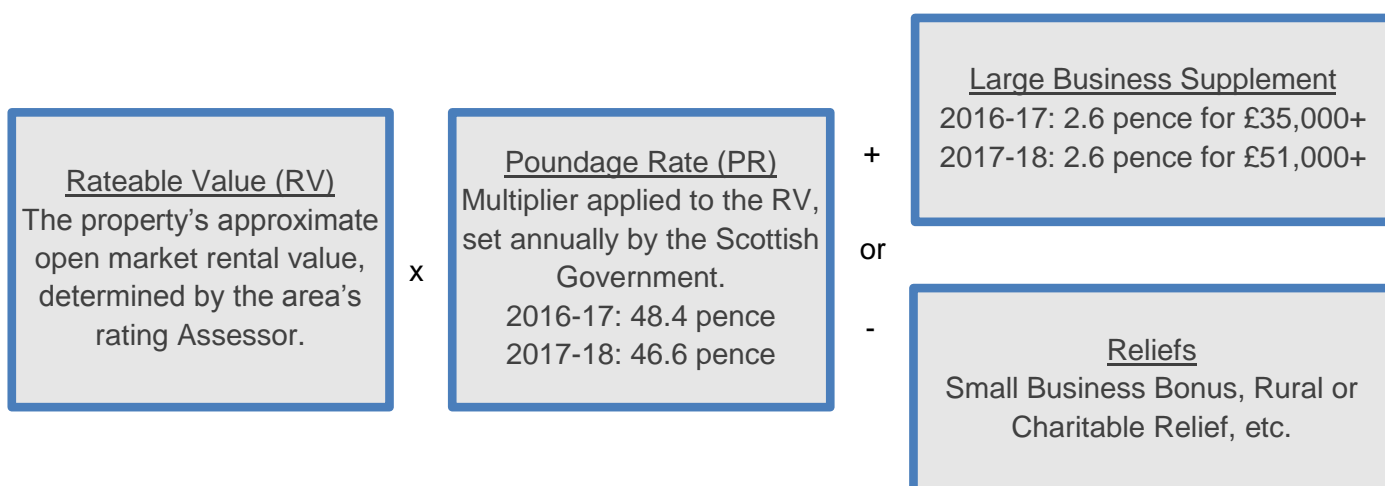 Rateable Value (RV)
The property's approximate
open market rental value,
determined by the area's
rating Assessor.
x
Poundage Rate (PR)
Multiplier applied to the RV,
set annually by the Scottish
Government.
2016-17: 48.4 pence
2017-18: 46.6 pence
+
or
-
Large Business Supplement
2016-17: 2.6 pence for £35,000+
2017-18: 2.6 pence for £51,000+
Reliefs
Small Business Bonus, Rural or
Charitable Relief, etc.